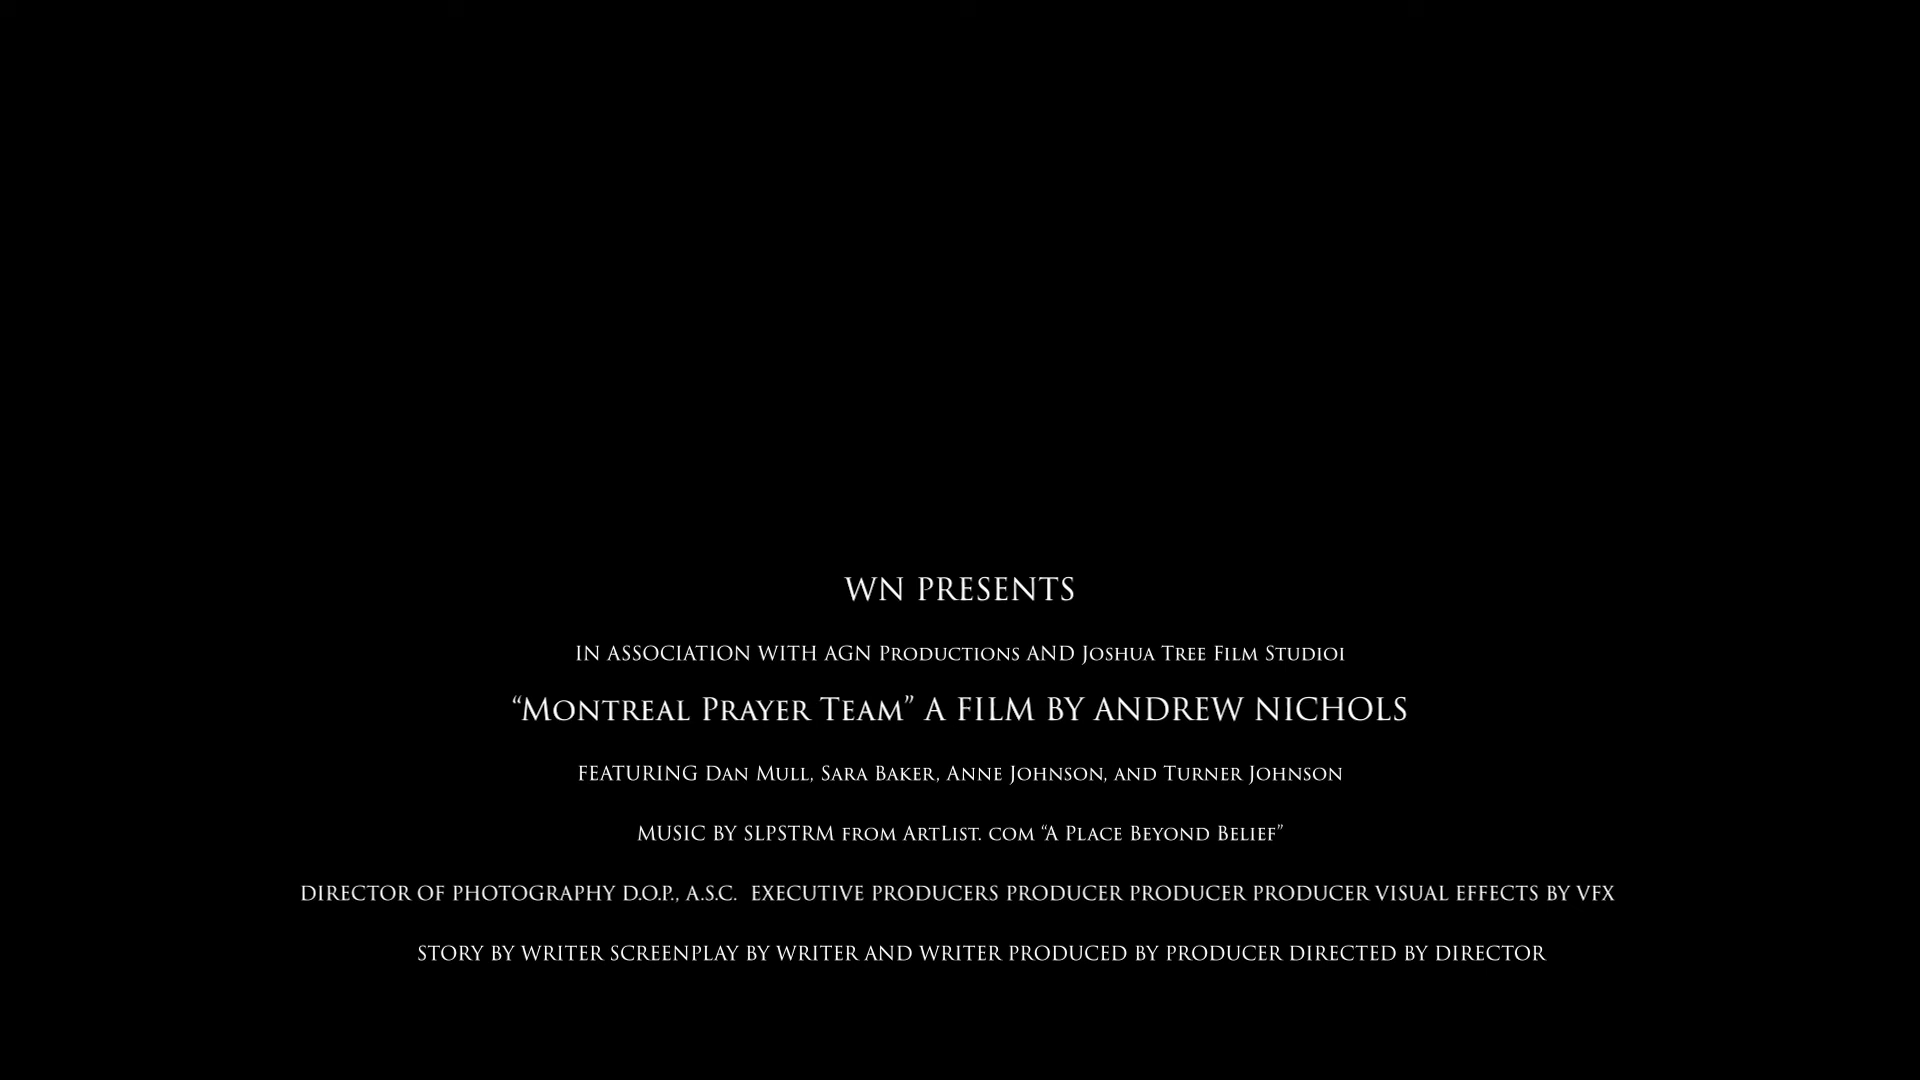 WN PRESENTS
IN ASSOCIATION WITH AGN Productions AND Joshua Tree Film Studioi
“Montreal Prayer Team” A FILM BY ANDREW NICHOLS
FEATURING Dan Mull, Sara Baker, Anne Johnson, and Turner Johnson
MUSIC BY SLPSTRM from ArtList. com “A Place Beyond Belief”
DIRECTOR OF PHOTOGRAPHY D.O.P., A.S.C.  EXECUTIVE PRODUCERS PRODUCER PRODUCER PRODUCER VISUAL EFFECTS BY VFX
STORY BY WRITER SCREENPLAY BY WRITER AND WRITER PRODUCED BY PRODUCER DIRECTED BY DIRECTOR